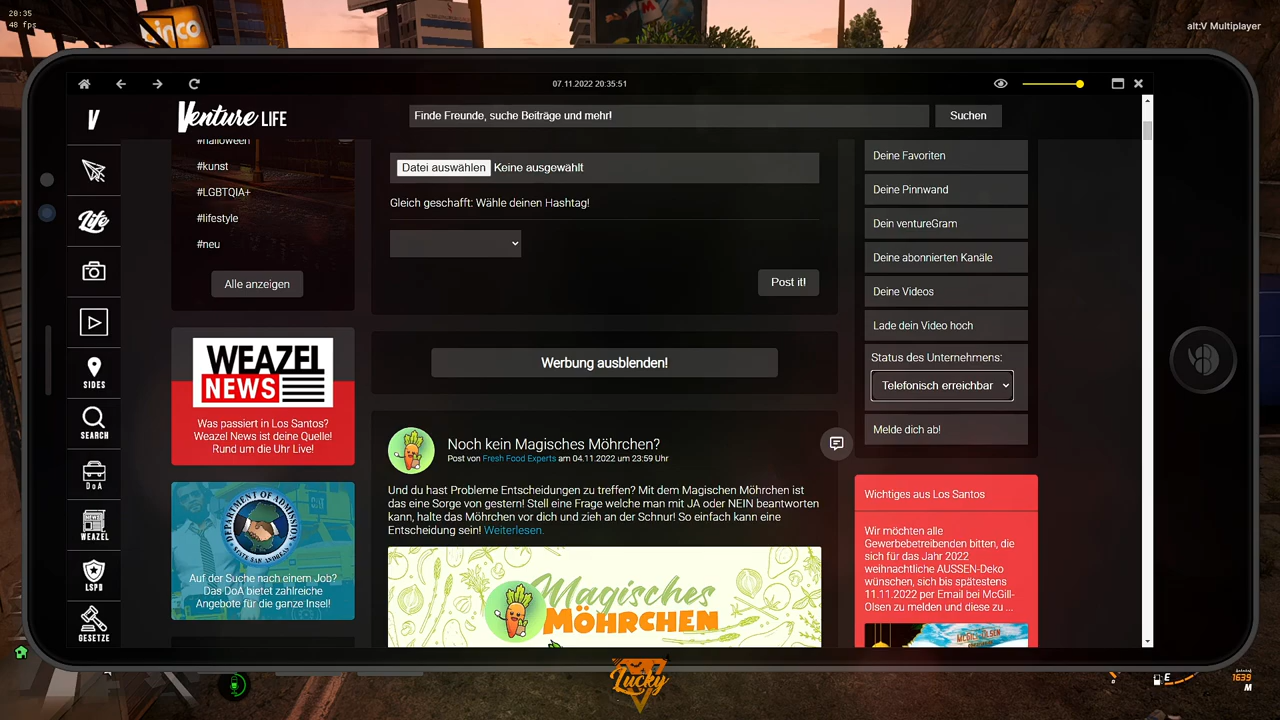 20:35
48 fps
alt:V Multiplayer
07.11.2022 20:35:51
V
Venture LIFE
Finde Freunde, suche Beiträge und mehr!
Suchen
Life
SIDES
SEARCH
DoA
NEWS
WEAZEL
LSPD
GESETZE
#halloween
#kunst
#LGBTQIA+
#lifestyle
#neu
Alle anzeigen
WEAZEL
NEWS
Was passiert in Los Santos?
Weazel News ist deine Quelle!
Rund um die Uhr Live!
DEPARTMENT OF ADMINISTRATION
STATE SAN ANDREAS
Auf der Suche nach einem Job?
Das DoA bietet zahlreiche
Angebote für die ganze Insel!
Datei auswählen Keine ausgewählt
Gleich geschafft: Wähle deinen Hashtag!
Post it!
Werbung ausblenden!
Noch kein Magisches Möhrchen?
Post von Fresh Food Experts am 04.11.2022 um 23:59 Uhr
Und du hast Probleme Entscheidungen zu treffen? Mit dem Magischen Möhrchen ist
das eine Sorge von gestern! Stell eine Frage welche man mit JA oder NEIN beantworten
kann, halte das Möhrchen vor dich und zieh an der Schnur! So einfach kann eine
Entscheidung sein! Weiterlesen.
Magisches
MÖHRCHEN
Deine Favoriten
Deine Pinnwand
Dein ventureGram
Deine abonnierten Kanäle
Deine Videos
Lade dein Video hoch
Status des Unternehmens:
Telefonisch erreichbar
Melde dich ab!
Wichtiges aus Los Santos
Wir möchten alle
Gewerbebetreibenden bitten, die
sich für das Jahr 2022
weihnachtliche AUSSEN-Deko
wünschen, sich bis spätestens
11.11.2022 per Email bei McGill-
Olsen zu melden und diese zu ...
Lucky
E
1639
M